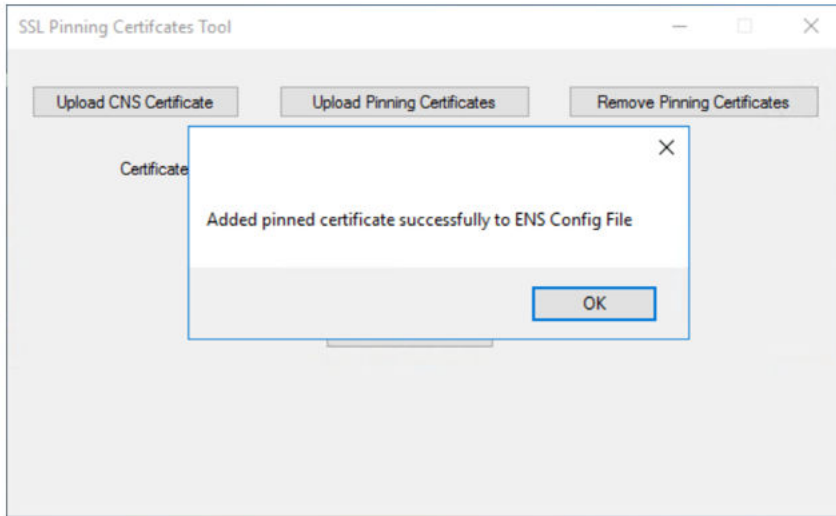 SSL Pinning Certifcates Tool
Upload CNS Certificate Upload Pinning Certificates Remove Pinning Certificates
Certificate
Added pinned certificate successfully to ENS Config File
OK